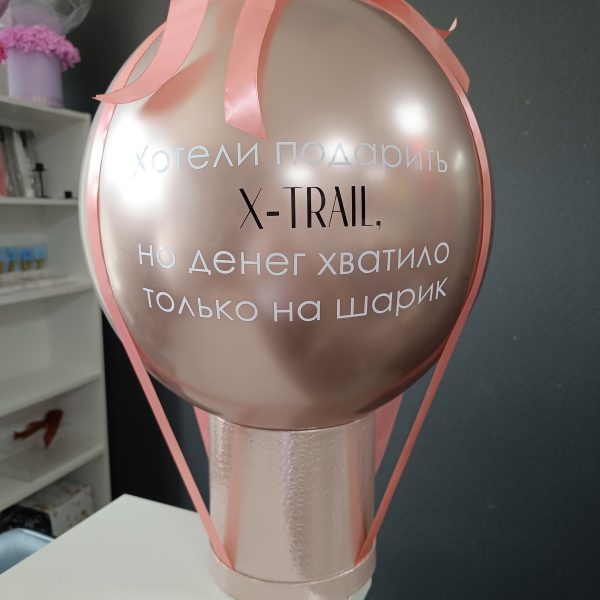 Хотели подарить
X-TRAIL,
но денег хватило
только на шарик